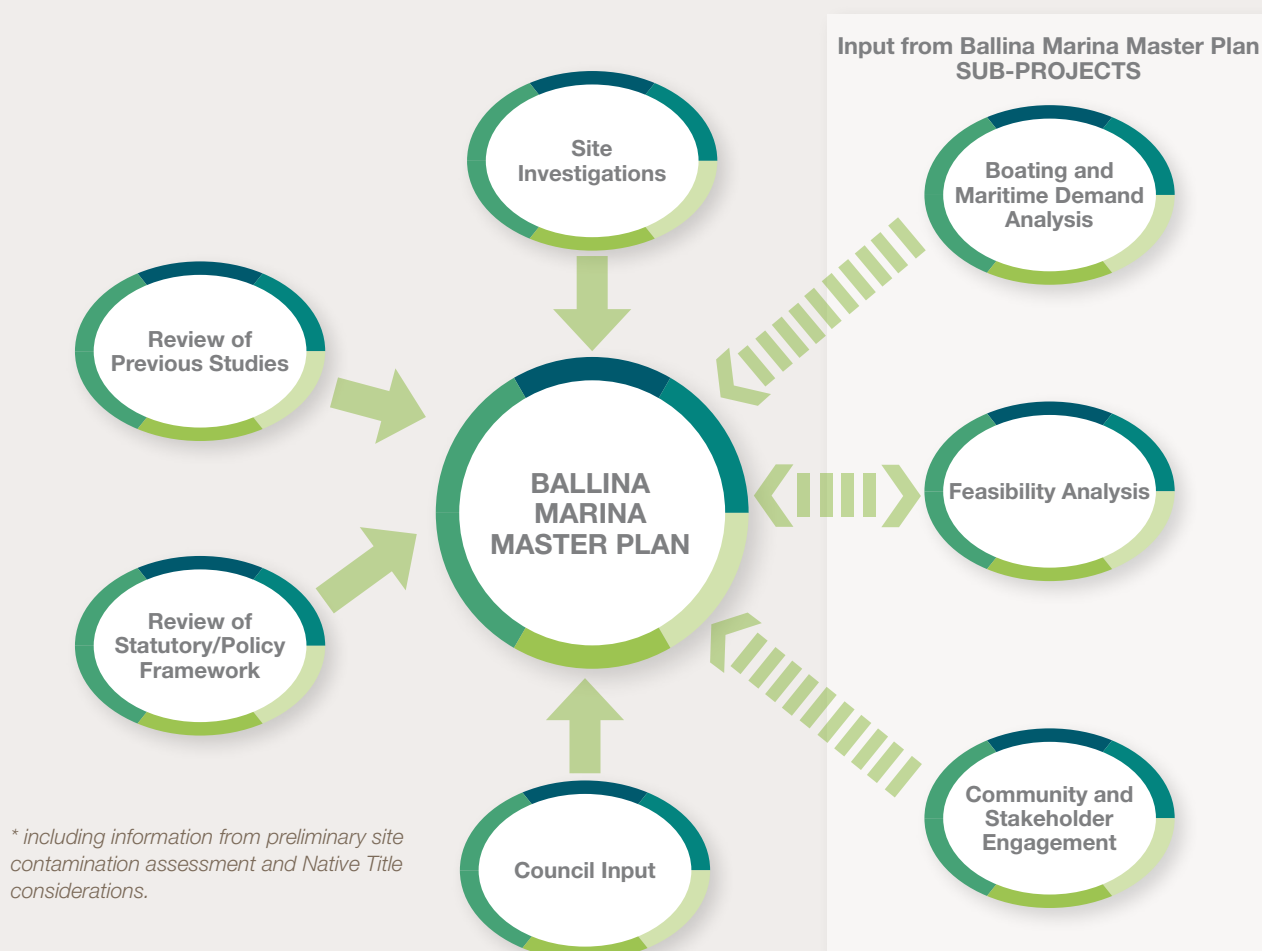 Input from Ballina Marina Master Plan
SUB-PROJECTS
Site
Investigations
Boating and
Maritime Demand
Analysis
Review of
Previous Studies
BALLINA
MARINA
MASTER PLAN
Feasibility Analysis
Review of
Statutory/Policy
Framework
Community and
Stakeholder
Engagement
Council Input
* including information from preliminary site
contamination assessment and Native Title
considerations.